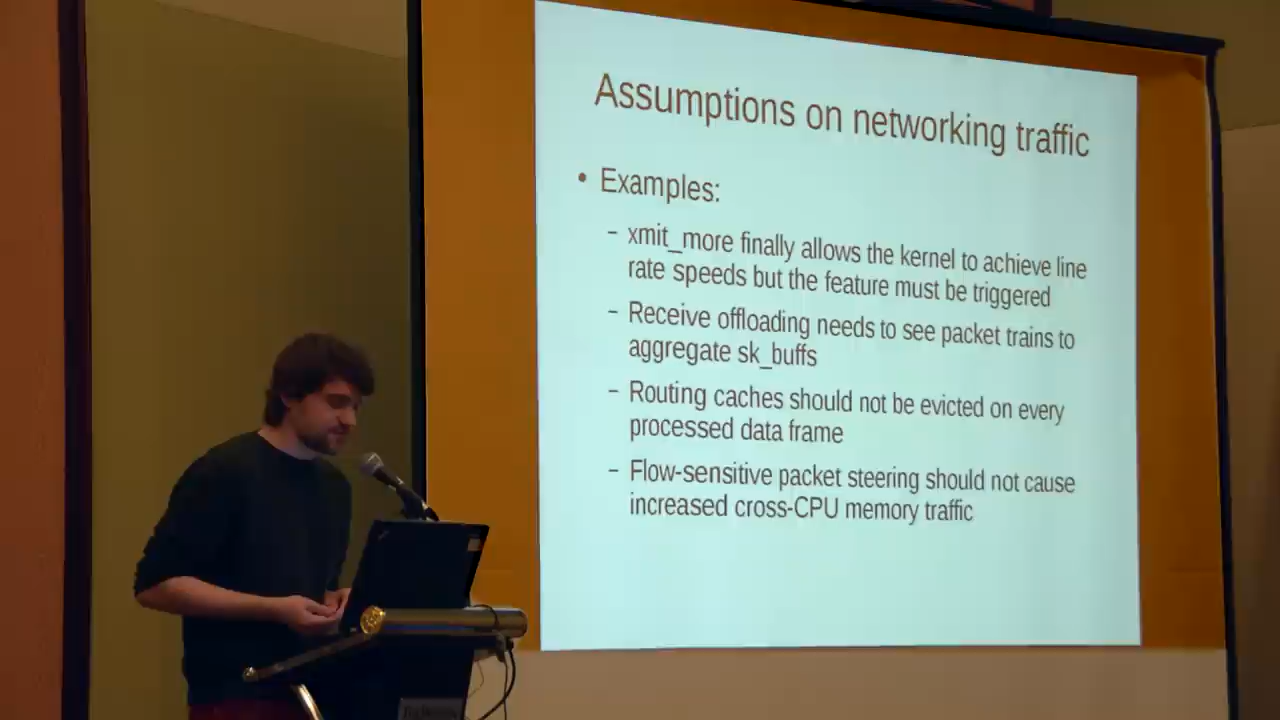 Assumptions on networking traffic
• Examples:
– xmit_more finally allows the kernel to achieve line
rate speeds but the feature must be triggered
– Receive offloading needs to see packet trains to
aggregate sk_buffs
– Routing caches should not be evicted on every
processed data frame
– Flow-sensitive packet steering should not cause
increased cross-CPU memory traffic